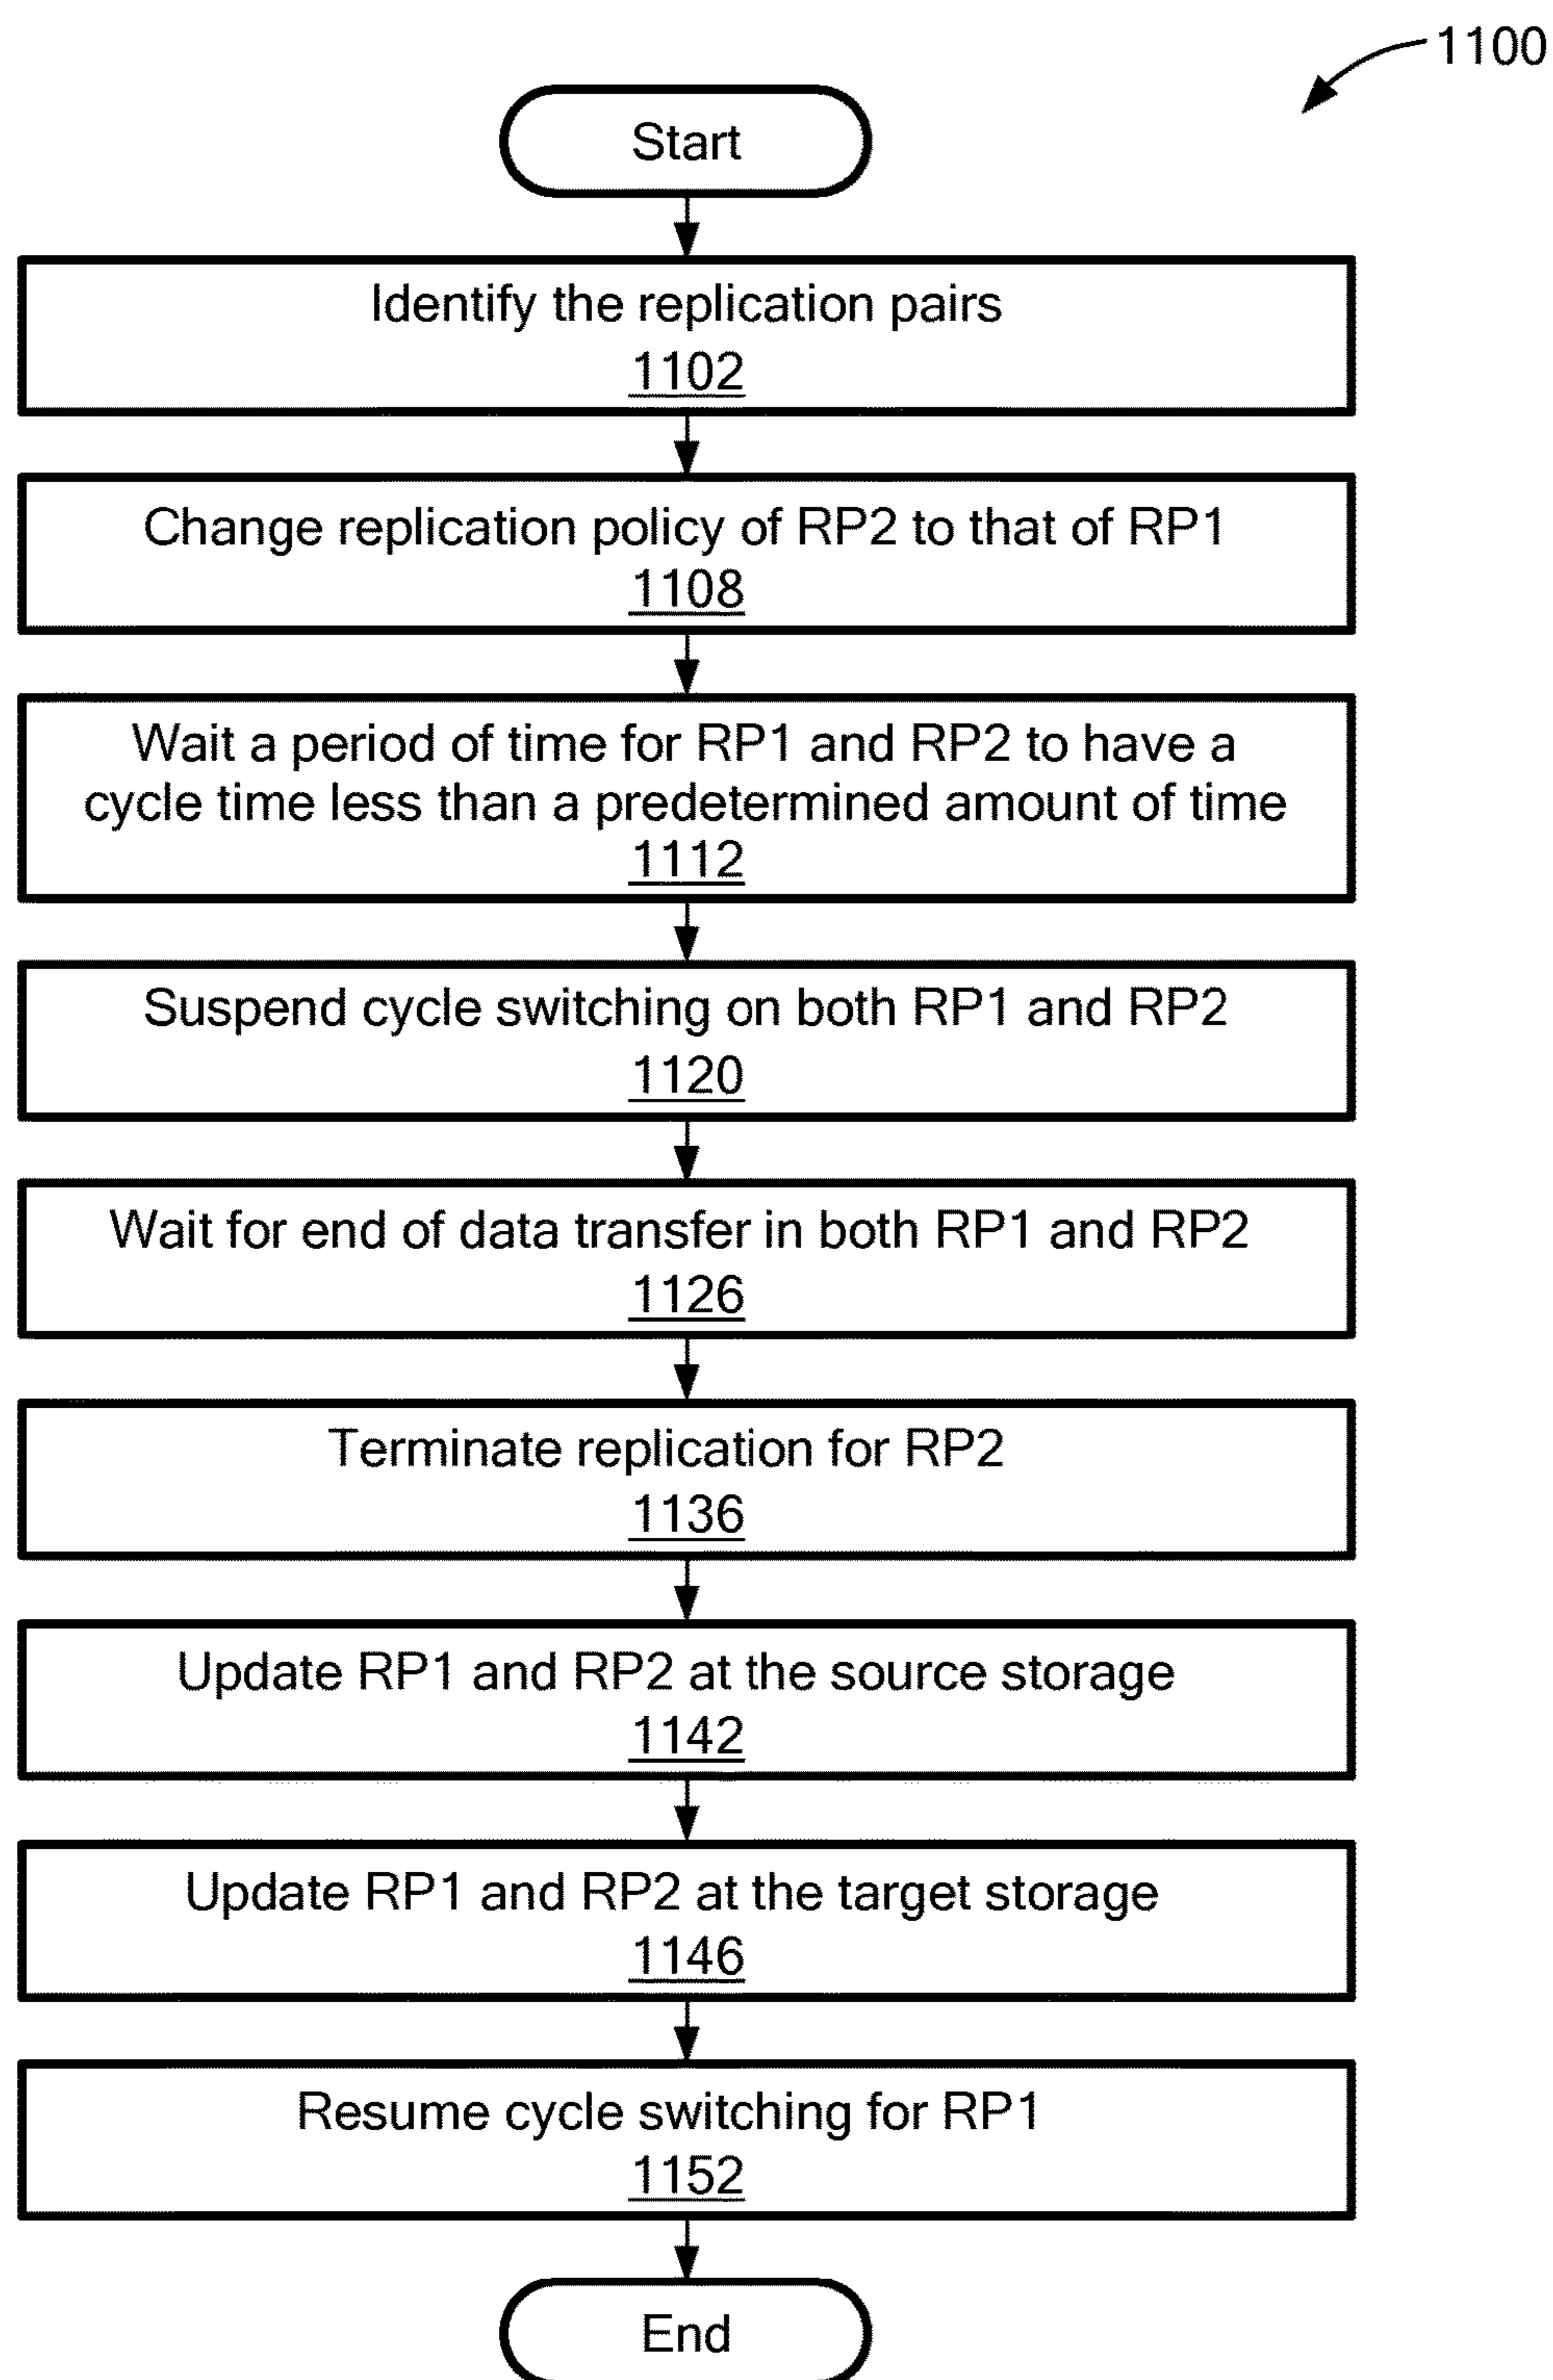 1100
Start
Identify the replication pairs
1102
Change replication policy of RP2 to that of RP1
1108
Wait a period of time for RP1 and RP2 to have a
cycle time less than a predetermined amount of time
1112
Suspend cycle switching on both RP1 and RP2
1120
Wait for end of data transfer in both RP1 and RP2
1126
Terminate replication for RP2
1136
Update RP1 and RP2 at the source storage
1142
Update RP1 and RP2 at the target storage
1146
Resume cycle switching for RP1
1152
End